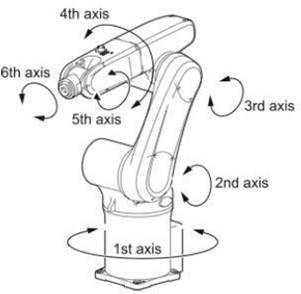 4th axis
6th axis
5th axis
3rd axis
2nd axis
1st axis